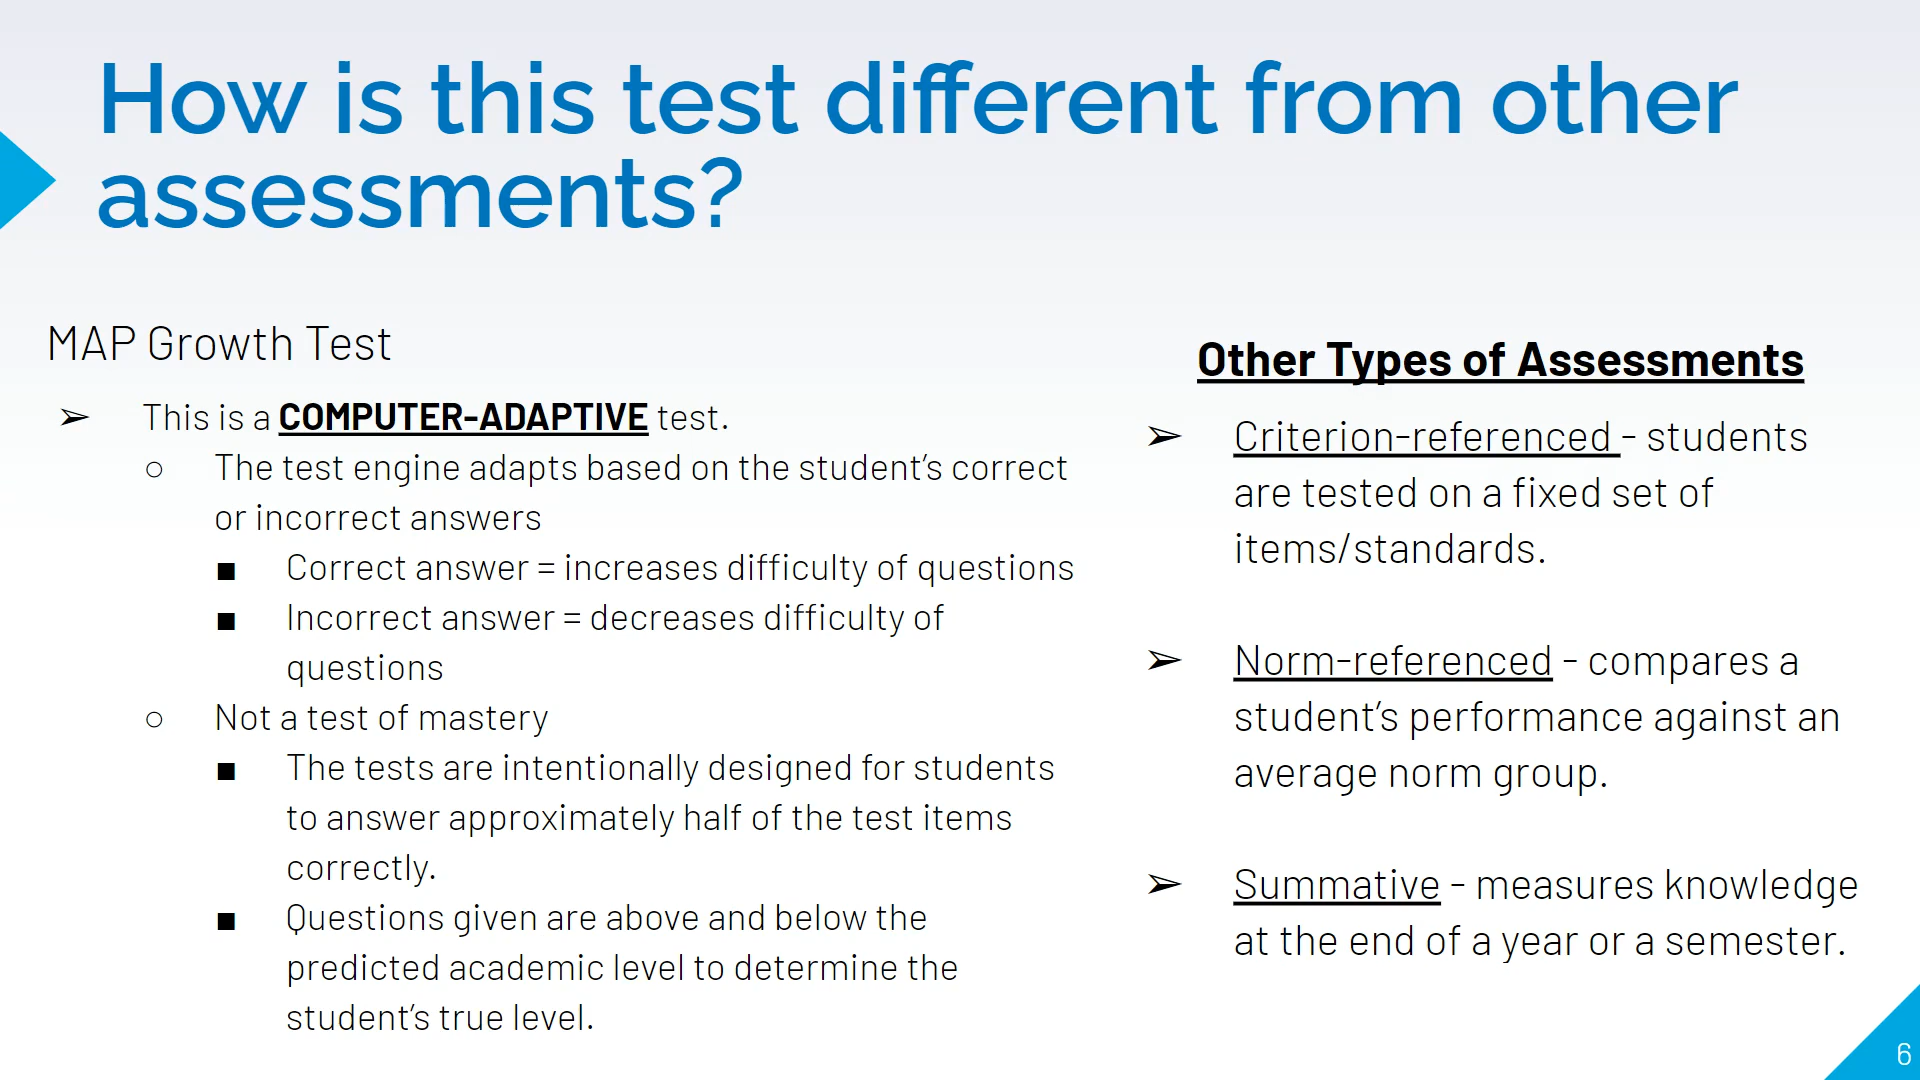 How is this test different from other
assessments?
MAP Growth Test
➢ This is a COMPUTER-ADAPTIVE test.
○ The test engine adapts based on the student’s correct
or incorrect answers
■ Correct answer = increases difficulty of questions
■ Incorrect answer = decreases difficulty of
questions
○ Not a test of mastery
■ The tests are intentionally designed for students
to answer approximately half of the test items
correctly.
■ Questions given are above and below the
predicted academic level to determine the
student’s true level.
Other Types of Assessments
➢ Criterion-referenced - students
are tested on a fixed set of
items/standards.
➢ Norm-referenced - compares a
student’s performance against an
average norm group.
➢ Summative - measures knowledge
at the end of a year or a semester.
6